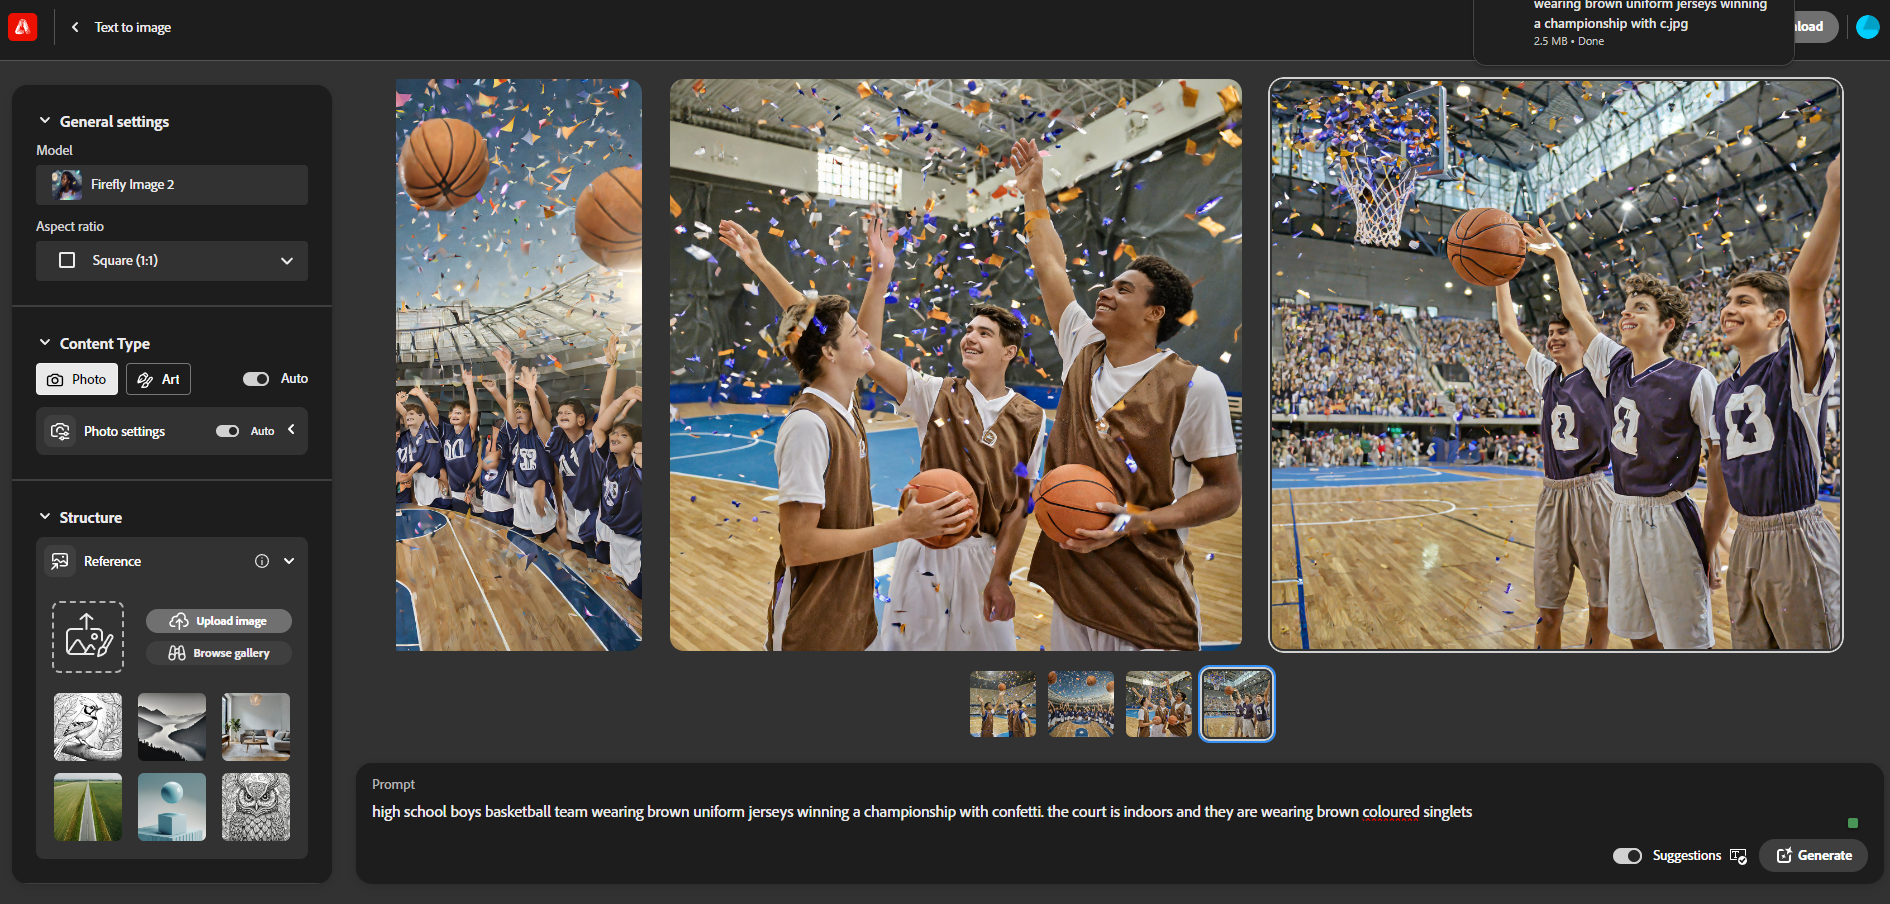 Text to image
wearing brown uniform jerseys winning
a championship with c.jpg
2.5 MB • Done
load
General settings
Model
Firefly Image 2
Aspect ratio
Square (1:1)
Content Type
Photo
Art
Auto
Photo settings
Auto
Structure
Reference
Upload image
Browse gallery
Prompt
high school boys basketball team wearing brown uniform jerseys winning a championship with confetti. the court is indoors and they are wearing brown coloured singlets
Suggestions
Generate